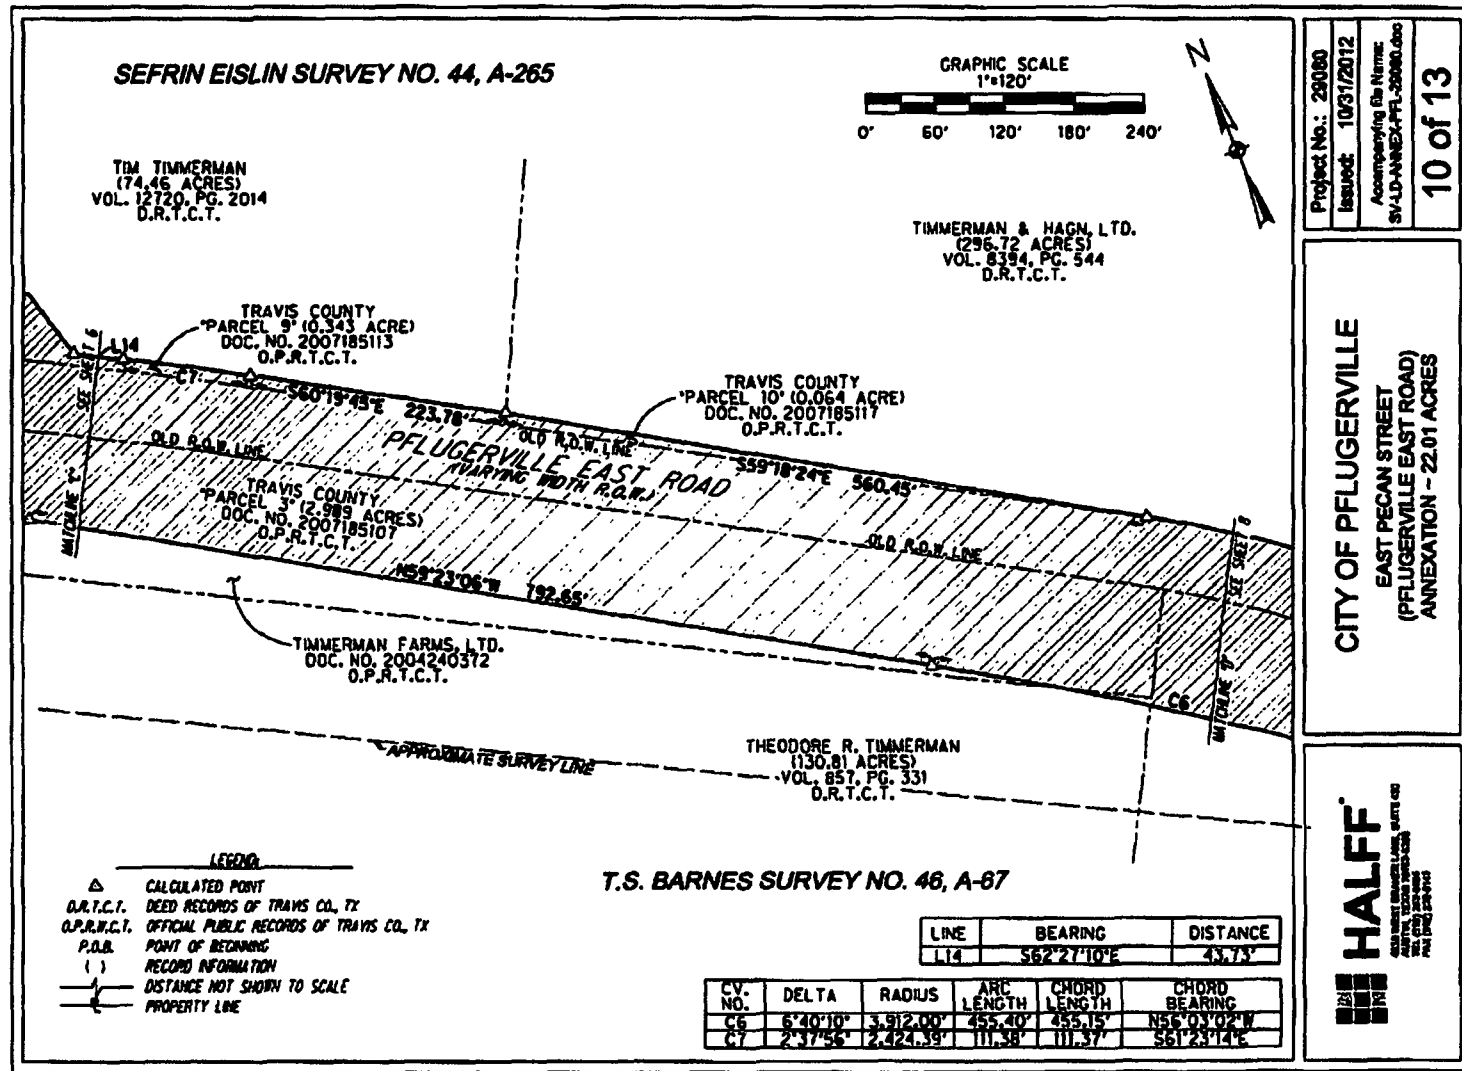 SEFRIN EISLIN SURVEY NO. 44, A-265
GRAPHIC SCALE
1"=120'
0' 60' 120' 180' 240'
N
TIM TIMMERMAN
(74.46 ACRES)
VOL. 12720, PG. 2014
D.R.T.C.T.
TIMMERMAN & HAGN, LTD.
(296.72 ACRES)
VOL. 8394, PG. 544
D.R.T.C.T.
TRAVIS COUNTY
"PARCEL 9" (0.343 ACRE)
DOC. NO. 2007185113
O.P.R.T.C.T.
L14
C7
SEE SHEET 6
MATCHLINE "C"
S60°19'45"E 223.78'
TRAVIS COUNTY
"PARCEL 10" (0.064 ACRE)
DOC. NO. 2007185117
O.P.R.T.C.T.
OLD R.O.W. LINE
OLD R.O.W. LINE
PFLUGERVILLE EAST ROAD
(VARYING WIDTH R.O.W.)
S59°18'24"E 560.45'
TRAVIS COUNTY
"PARCEL 3" (2.989 ACRES)
DOC. NO. 2007185107
O.P.R.T.C.T.
OLD R.O.W. LINE
N59°23'06"W 792.65'
SEE SHEET 8
MATCHLINE "D"
C6
TIMMERMAN FARMS, LTD.
DOC. NO. 2004240372
O.P.R.T.C.T.
APPROXIMATE SURVEY LINE
THEODORE R. TIMMERMAN
(130.81 ACRES)
VOL. 857, PG. 331
D.R.T.C.T.
T.S. BARNES SURVEY NO. 46, A-67
LEGEND:
CALCULATED POINT
D.R.T.C.T. DEED RECORDS OF TRAVIS CO., TX
O.P.R.W.C.T. OFFICIAL PUBLIC RECORDS OF TRAVIS CO., TX
P.O.B. POINT OF BEGINNING
( ) RECORD INFORMATION
DISTANCE NOT SHOWN TO SCALE
PROPERTY LINE
LINE BEARING DISTANCE
L14 S62°27'10"E 43.73'
CV. NO. DELTA RADIUS ARC LENGTH CHORD LENGTH CHORD BEARING
C6 6°40'10" 3,912.00' 455.40' 455.15' N56°03'02"W
C7 2°37'56" 2,424.39' 111.38' 111.37' S61°23'14"E
Project No.: 29080
Issued: 10/31/2012
Accompanying file Name:
SV-LD-ANNEX-PFL-29080.doc
10 of 13
CITY OF PFLUGERVILLE
EAST PECAN STREET
(PFLUGERVILLE EAST ROAD)
ANNEXATION ~ 22.01 ACRES
HALFF